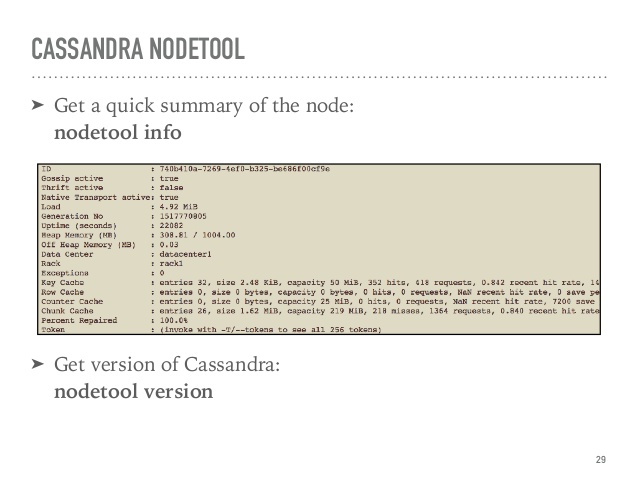 CASSANDRA NODETOOL
➤ Get a quick summary of the node:
nodetool info
ID : 740b410a-7269-4ef0-b325-be686f00cf9e
Gossip active : true
Thrift active : false
Native Transport active: true
Load : 4.92 MiB
Generation No : 1517770805
Uptime (seconds) : 22082
Heap Memory (MB) : 308.81 / 1004.00
Off Heap Memory (MB) : 0.03
Data Center : datacenter1
Rack : rack1
Exceptions : 0
Key Cache : entries 32, size 2.48 KiB, capacity 50 MiB, 352 hits, 418 requests, 0.842 recent hit rate, 14
Row Cache : entries 0, size 0 bytes, capacity 0 bytes, 0 hits, 0 requests, NaN recent hit rate, 0 save pe
Counter Cache : entries 0, size 0 bytes, capacity 25 MiB, 0 hits, 0 requests, NaN recent hit rate, 7200 save
Chunk Cache : entries 26, size 1.62 MiB, capacity 219 MiB, 218 misses, 1364 requests, 0.840 recent hit rate
Percent Repaired : 100.0%
Token : (invoke with -T/--tokens to see all 256 tokens)
➤ Get version of Cassandra:
nodetool version
29